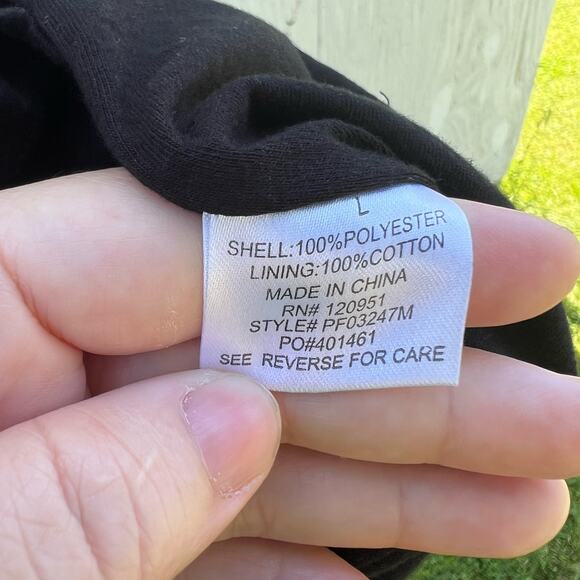 L
SHELL:100%POLYESTER
LINING:100%COTTON
MADE IN CHINA
RN# 120951
STYLE# PF03247M
PO#401461
SEE REVERSE FOR CARE